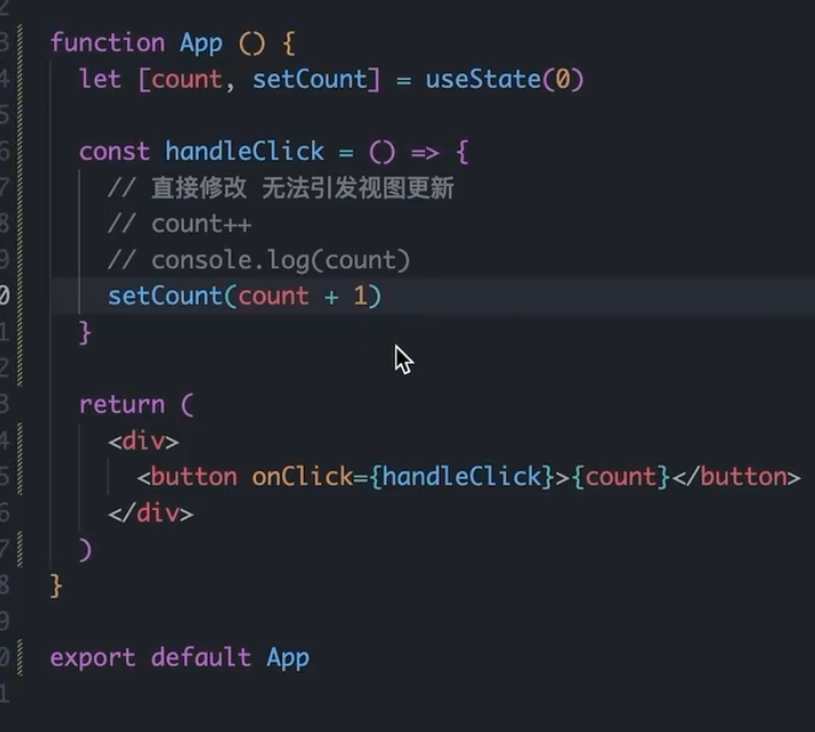 2
3 function App () {
4 let [count, setCount] = useState(0)
5
6 const handleClick = () => {
7 // 直接修改 无法引发视图更新
8 // count++
9 // console.log(count)
0 setCount(count + 1)
1 }
2
3 return (
4 <div>
5 <button onClick={handleClick}>{count}</button>
6 </div>
7 )
8 }
9
0 export default App
1